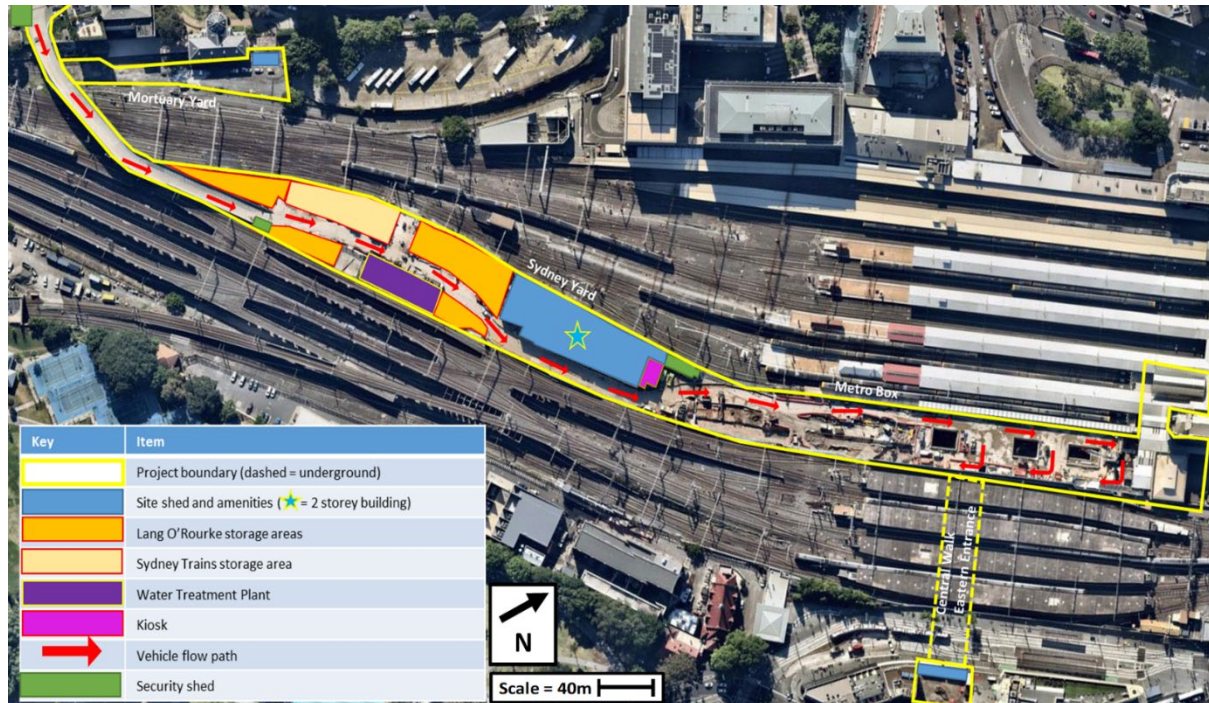 Mortuary Yard
Sydney Yard
Metro Box
Central Walk
Eastern Entrance
Key Item
Project boundary (dashed = underground)
Site shed and amenities ( = 2 storey building)
Lang O'Rourke storage areas
Sydney Trains storage area
Water Treatment Plant
Kiosk
Vehicle flow path
Security shed
N
Scale = 40m